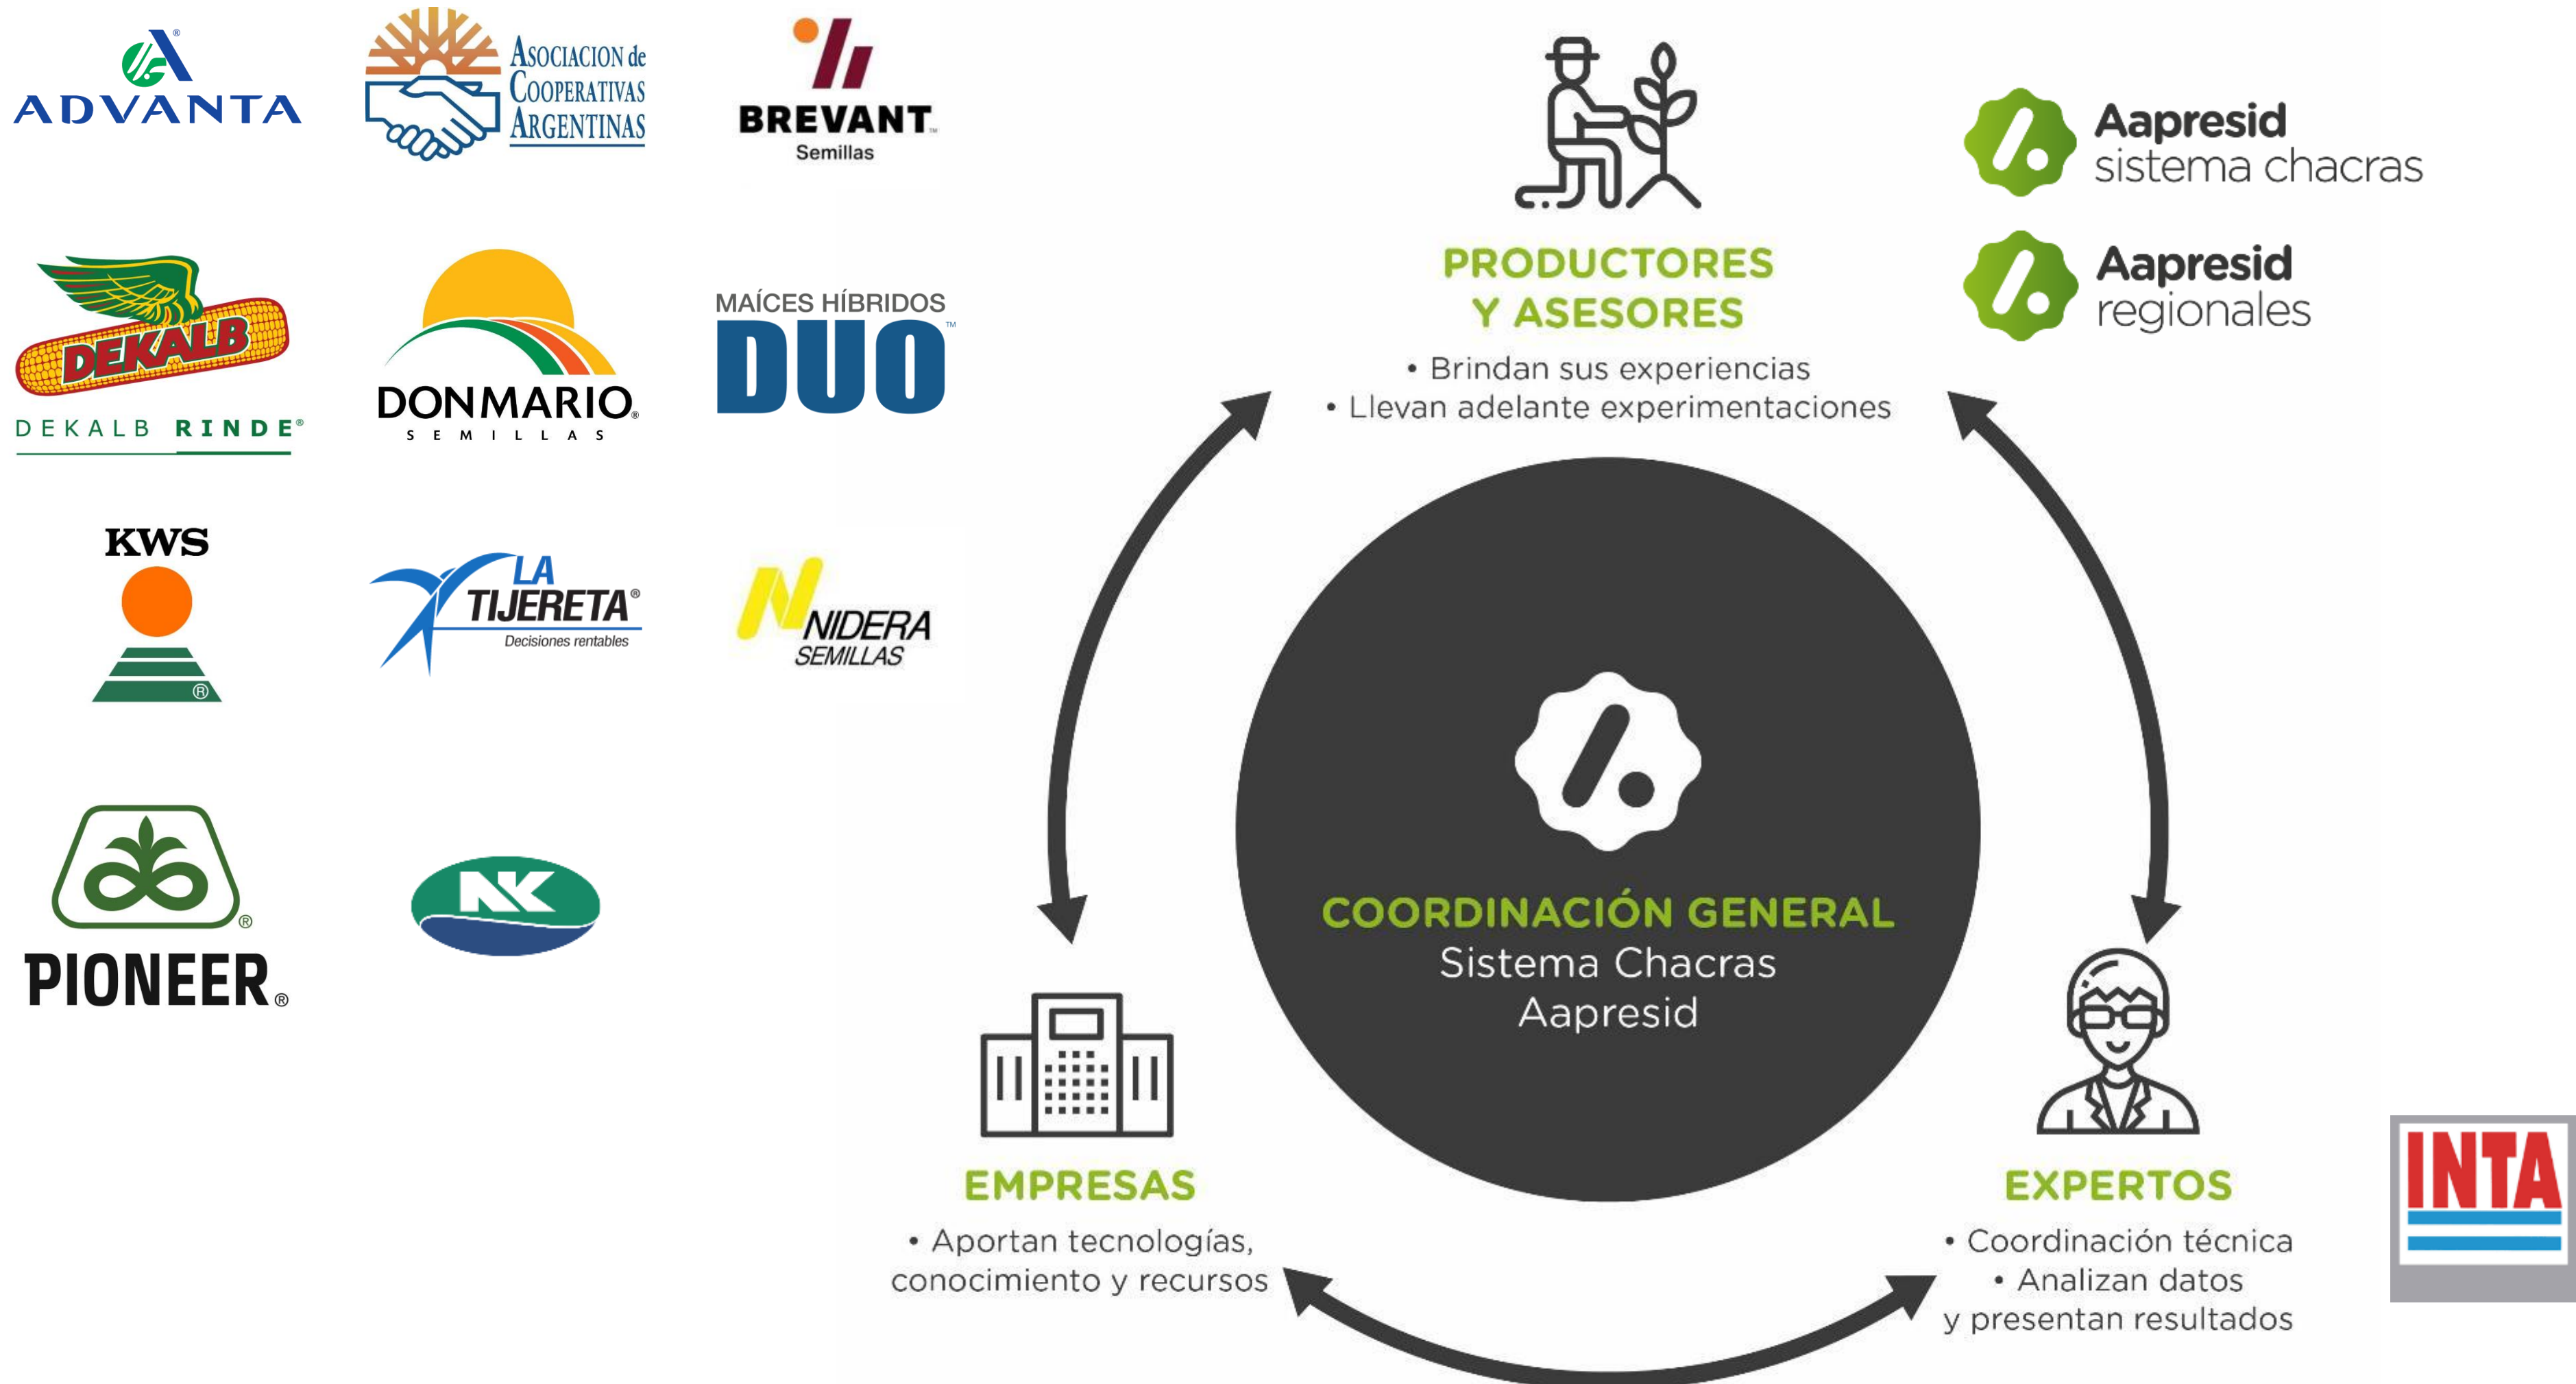 ADVANTA
ASOCIACION de
COOPERATIVAS
ARGENTINAS
BREVANT™
Semillas
DEKALB
DEKALB RINDE®
DONMARIO®
SEMILLAS
MAÍCES HÍBRIDOS
DUO™
KWS
®
LA
TIJERETA®
Decisiones rentables
NIDERA
SEMILLAS
®
PIONEER®
NK
PRODUCTORES
Y ASESORES
• Brindan sus experiencias
• Llevan adelante experimentaciones
Aapresid
sistema chacras
Aapresid
regionales
COORDINACIÓN GENERAL
Sistema Chacras
Aapresid
EMPRESAS
• Aportan tecnologías,
conocimiento y recursos
EXPERTOS
• Coordinación técnica
• Analizan datos
y presentan resultados
INTA